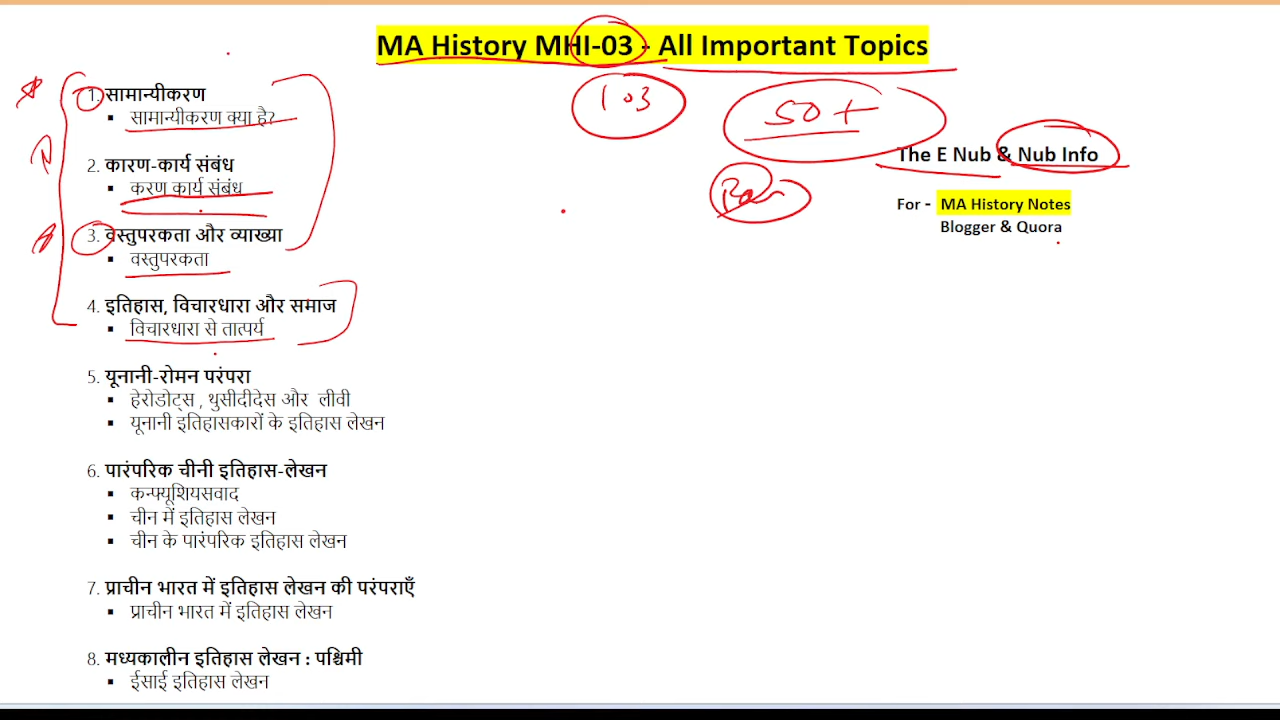 MA History MHI-03 - All Important Topics
103
50+
The E Nub & Nub Info
For - MA History Notes
Blogger & Quora
1. सामान्यीकरण
▪ सामान्यीकरण क्या है?
2. कारण-कार्य संबंध
▪ करण कार्य संबंध
3. वस्तुपरकता और व्याख्या
▪ वस्तुपरकता
4. इतिहास, विचारधारा और समाज
▪ विचारधारा से तात्पर्य
5. यूनानी-रोमन परंपरा
▪ हेरोडोट्स , थुसीदीदेस और लीवी
▪ यूनानी इतिहासकारों के इतिहास लेखन
6. पारंपरिक चीनी इतिहास-लेखन
▪ कन्फ्यूशियसवाद
▪ चीन में इतिहास लेखन
▪ चीन के पारंपरिक इतिहास लेखन
7. प्राचीन भारत में इतिहास लेखन की परंपराएँ
▪ प्राचीन भारत में इतिहास लेखन
8. मध्यकालीन इतिहास लेखन : पश्चिमी
▪ ईसाई इतिहास लेखन